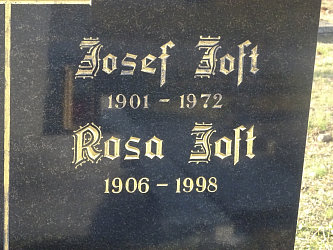 Josef Joſt
1901 – 1972
Rosa Joſt
1906 – 1998